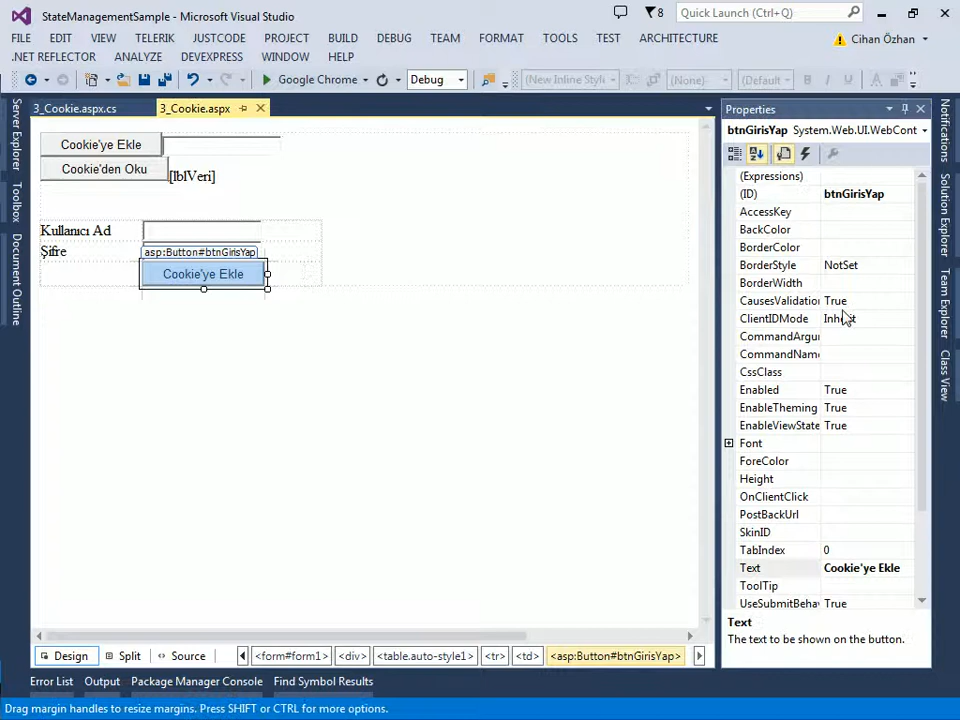 StateManagementSample - Microsoft Visual Studio
8
Quick Launch (Ctrl+Q)
FILE EDIT VIEW TELERIK JUSTCODE PROJECT BUILD DEBUG TEAM FORMAT TOOLS TEST ARCHITECTURE
Cihan Özhan
.NET REFLECTOR ANALYZE DEVEXPRESS WINDOW HELP
Google Chrome
Debug
(New Inline Styl
(None)
(Default
B I U A
3_Cookie.aspx.cs
3_Cookie.aspx
Server Explorer
Toolbox
Document Outline
Cookie'ye Ekle
Cookie'den Oku
[lblVeri]
Kullanıcı Ad
Şifre
asp:Button#btnGirisYap
Cookie'ye Ekle
Properties
btnGirisYap System.Web.UI.WebCont
(Expressions)
(ID) btnGirisYap
AccessKey
BackColor
BorderColor
BorderStyle NotSet
BorderWidth
CausesValidation True
ClientIDMode Inherit
CommandArgu
CommandName
CssClass
Enabled True
EnableTheming True
EnableViewState True
Font
ForeColor
Height
OnClientClick
PostBackUrl
SkinID
TabIndex 0
Text Cookie'ye Ekle
ToolTip
UseSubmitBeha True
Text
The text to be shown on the button.
Notifications
Solution Explorer
Team Explorer
Class View
Design
Split
Source
<form#form1> <div> <table.auto-style1> <tr> <td> <asp:Button#btnGirisYap>
Error List Output Package Manager Console Find Symbol Results
Drag margin handles to resize margins. Press SHIFT or CTRL for more options.